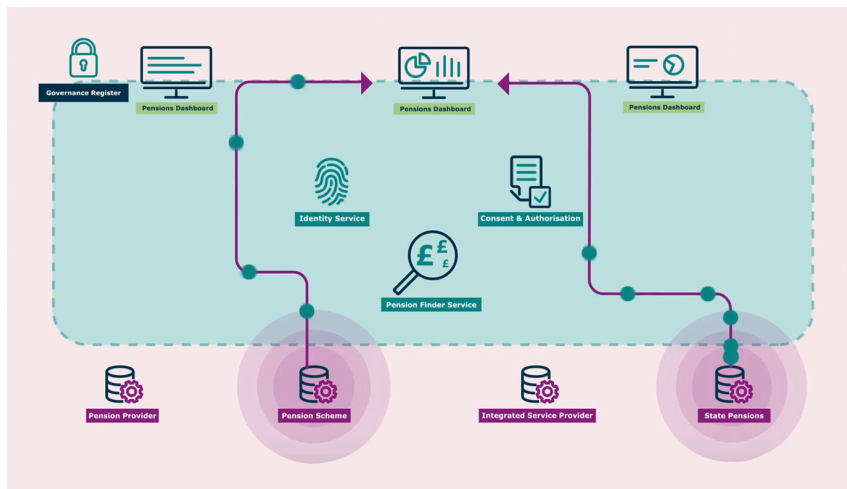 Governance Register
Pensions Dashboard
Pensions Dashboard
Pensions Dashboard
Identity Service
Consent & Authorisation
£
£
£
Pension Finder Service
Pension Provider
Pension Scheme
Integrated Service Provider
State Pensions